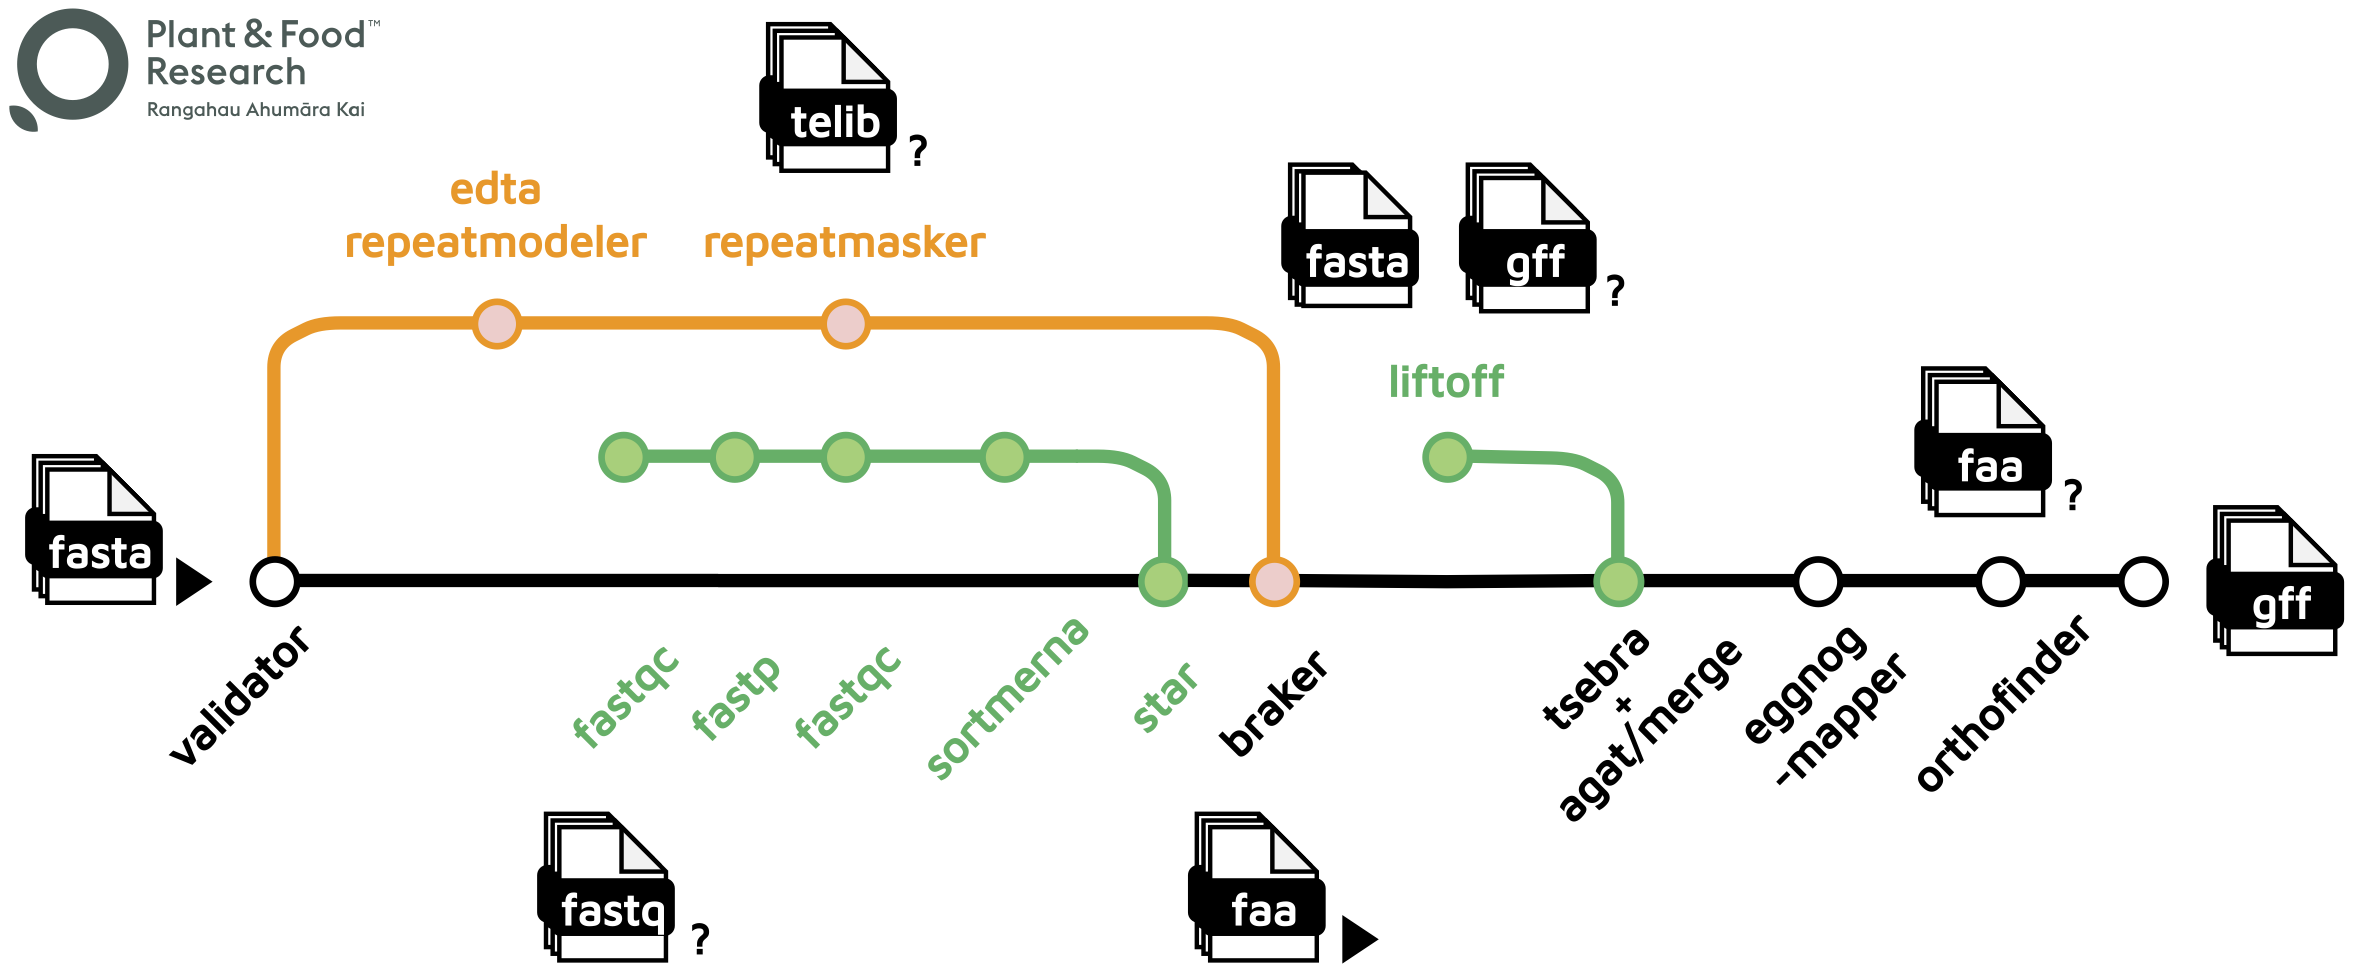 Plant & Food™
Research
Rangahau Ahumāra Kai
telib
?
edta
repeatmodeler
repeatmasker
fasta
gff
?
liftoff
faa
?
fasta
gff
validator
fastqc
fastp
fastqc
sortmerna
star
braker
tsebra
+
agat/merge
eggnog
-mapper
orthofinder
fastq
?
faa